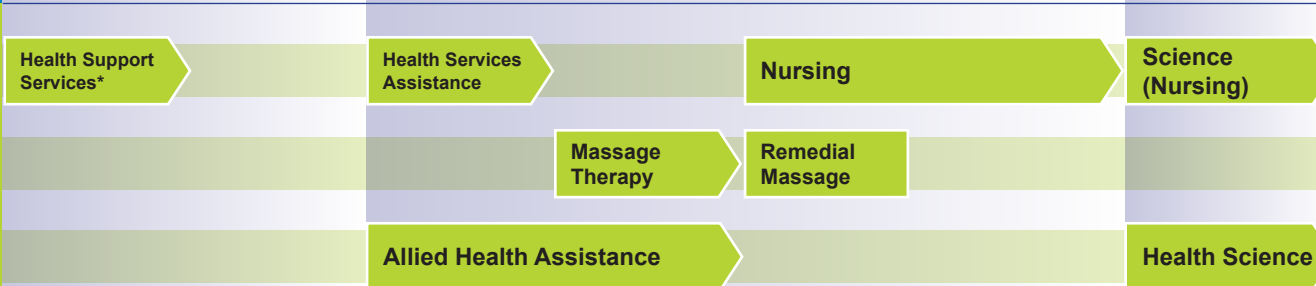 Health Support
Services*
Health Services
Assistance
Nursing
Science
(Nursing)
Massage
Therapy
Remedial
Massage
Allied Health Assistance
Health Science